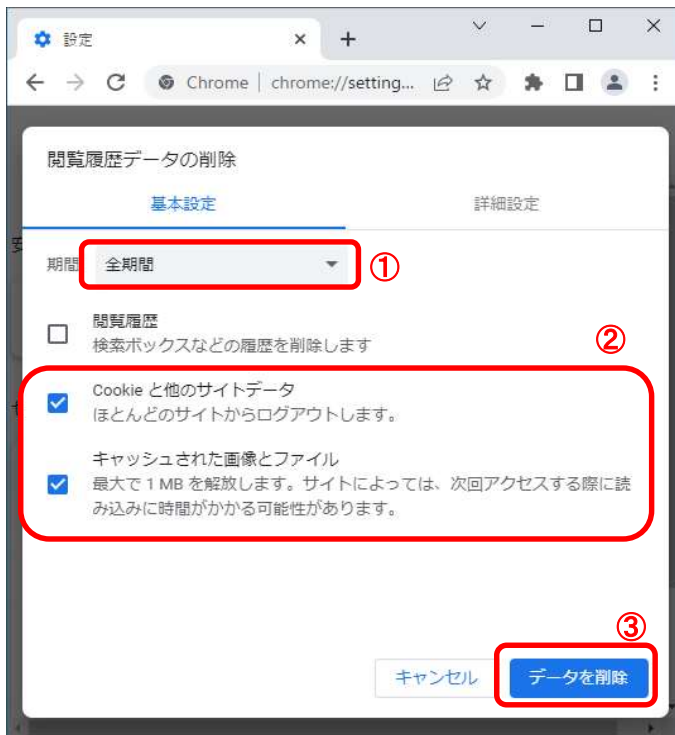 設定
Chrome | chrome://setting...
閲覧履歴データの削除
基本設定 詳細設定
期間 全期間 ①
閲覧履歴
検索ボックスなどの履歴を削除します
②
Cookie と他のサイトデータ
ほとんどのサイトからログアウトします。
キャッシュされた画像とファイル
最大で 1 MB を解放します。サイトによっては、次回アクセスする際に読
み込みに時間がかかる可能性があります。
③
キャンセル データを削除